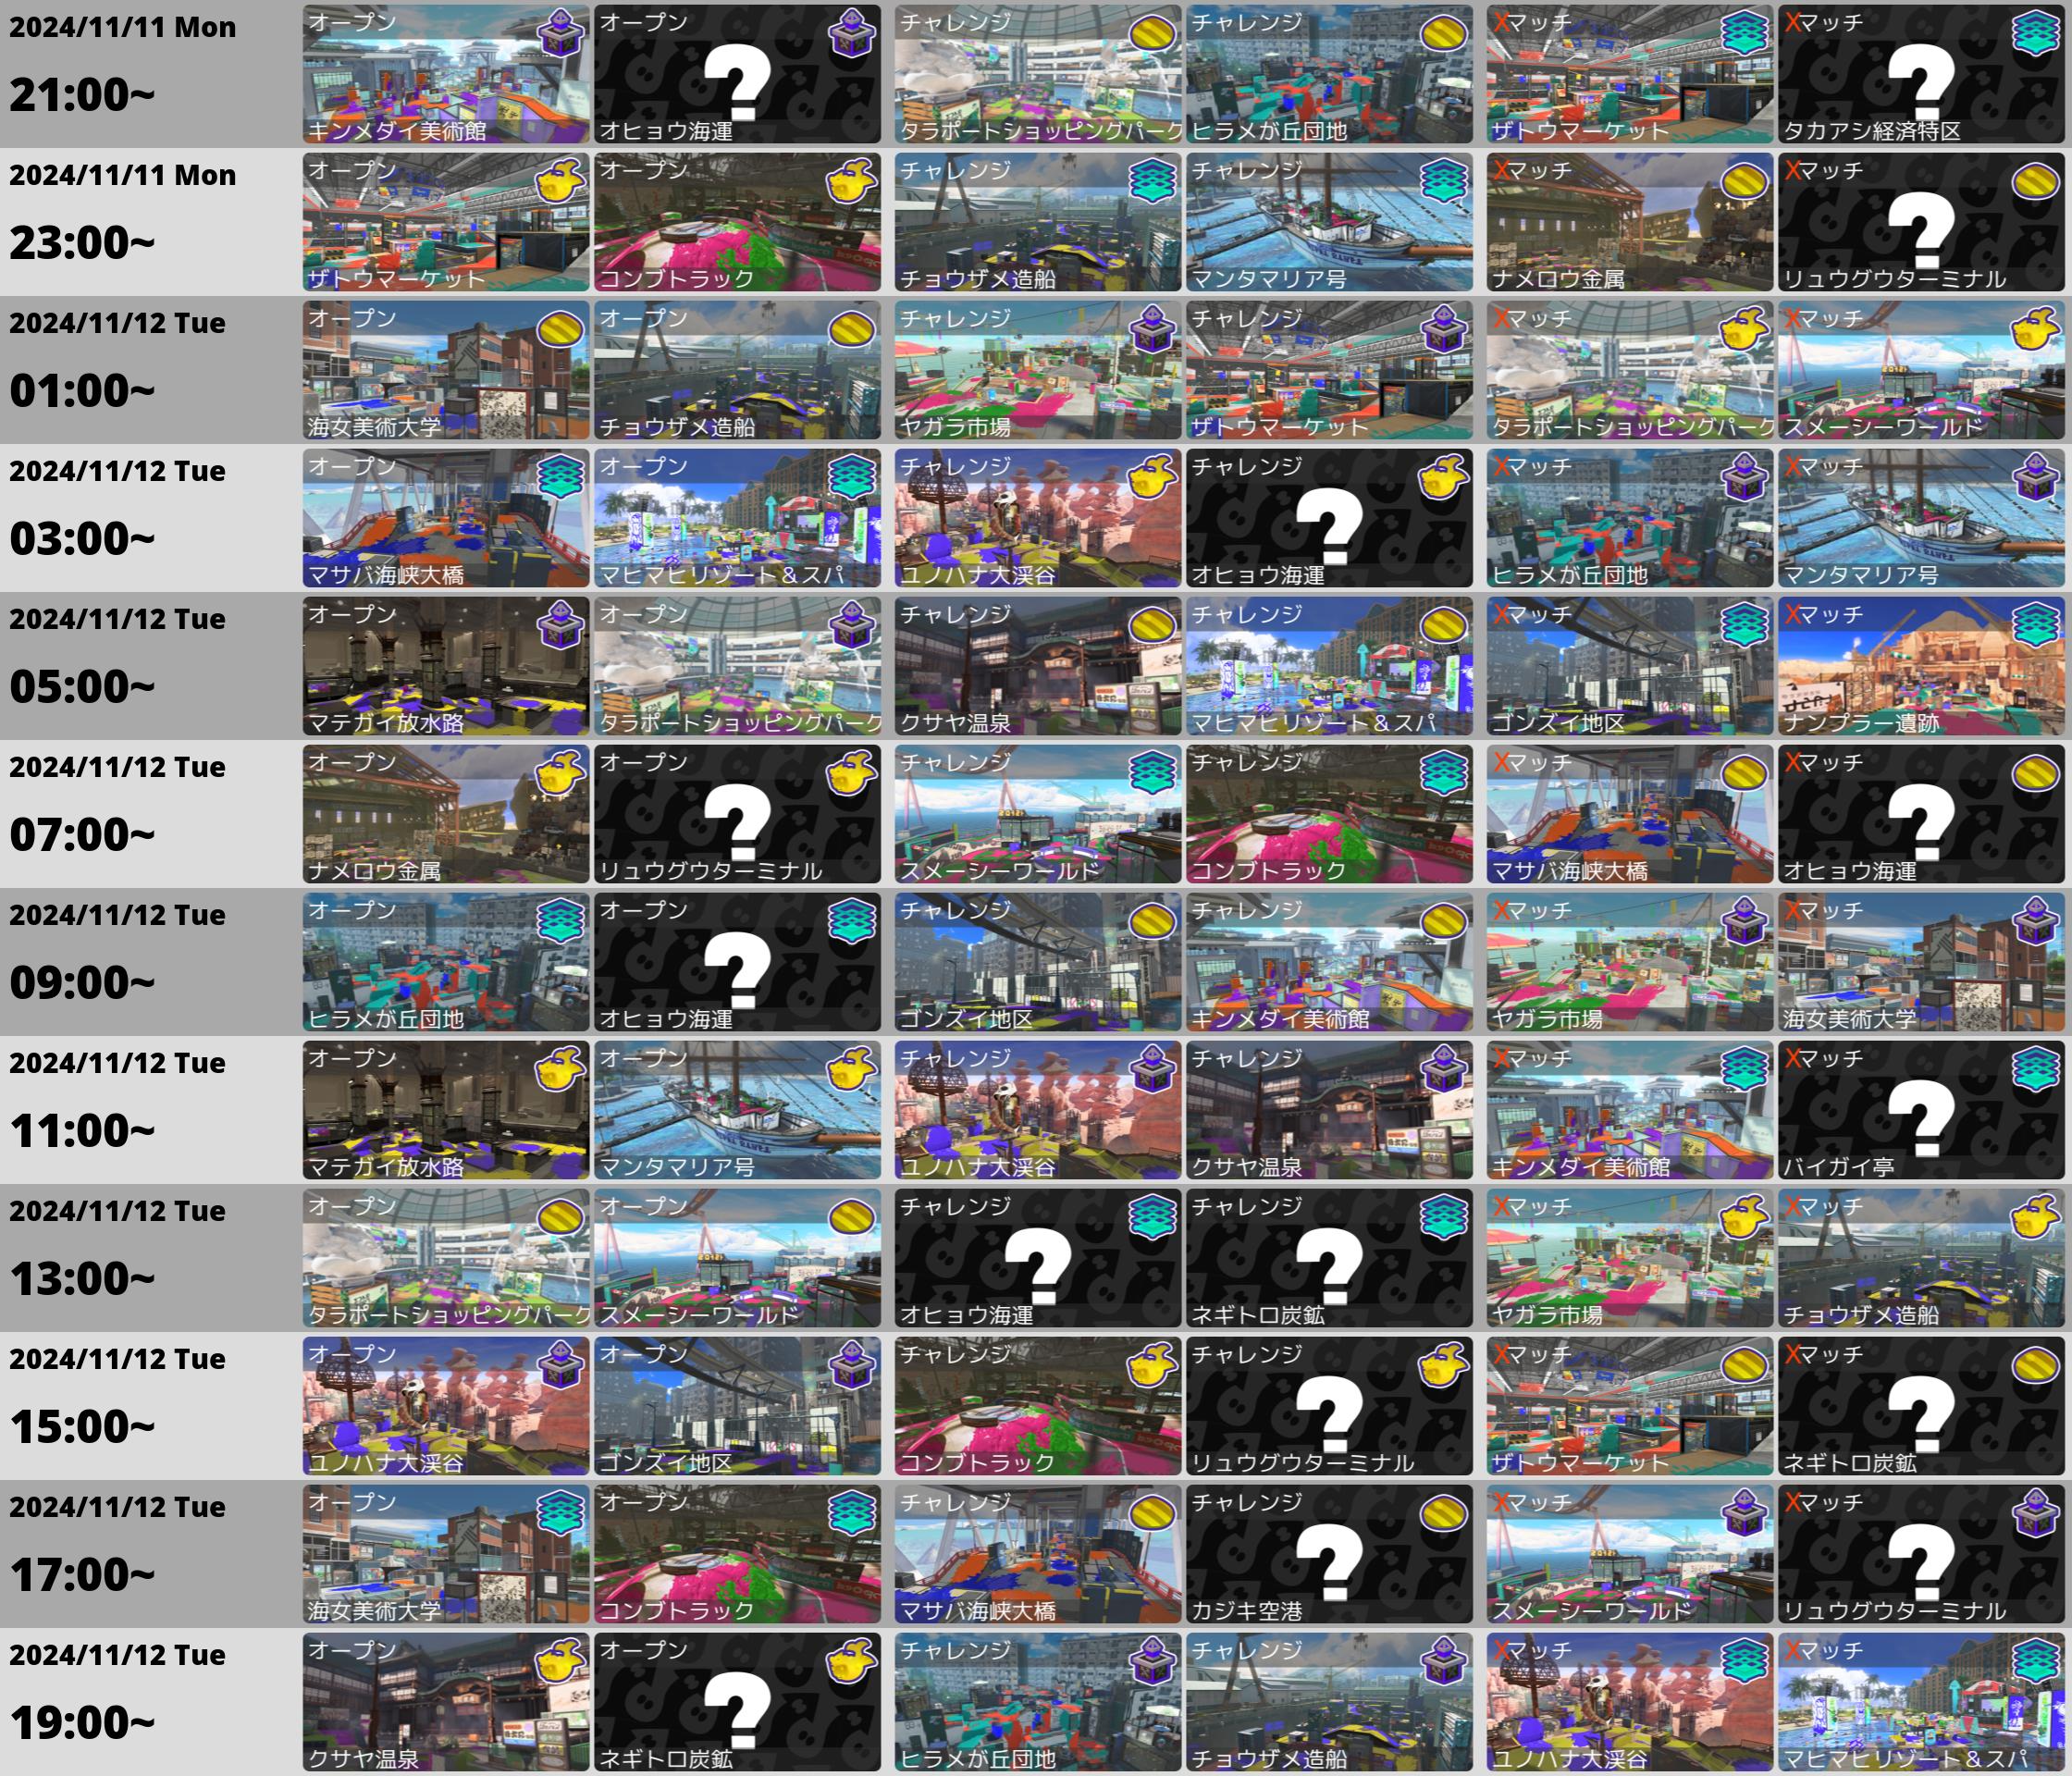 2024/11/11 Mon
21:00~
オープン
キンメダイ美術館
オープン
オヒョウ海運
チャレンジ
タラポートショッピングパーク
チャレンジ
ヒラメが丘団地
Xマッチ
ザトウマーケット
Xマッチ
タカアシ経済特区
2024/11/11 Mon
23:00~
オープン
ザトウマーケット
オープン
コンブトラック
チャレンジ
チョウザメ造船
チャレンジ
マンタマリア号
Xマッチ
ナメロウ金属
Xマッチ
リュウグウターミナル
2024/11/12 Tue
01:00~
オープン
海女美術大学
オープン
チョウザメ造船
チャレンジ
ヤガラ市場
チャレンジ
ザトウマーケット
Xマッチ
タラポートショッピングパーク
Xマッチ
スメーシーワールド
2024/11/12 Tue
03:00~
オープン
マサバ海峡大橋
オープン
マヒマヒリゾート＆スパ
チャレンジ
ユノハナ大渓谷
チャレンジ
オヒョウ海運
Xマッチ
ヒラメが丘団地
Xマッチ
マンタマリア号
2024/11/12 Tue
05:00~
オープン
マテガイ放水路
オープン
タラポートショッピングパーク
チャレンジ
クサヤ温泉
チャレンジ
マヒマヒリゾート＆スパ
Xマッチ
ゴンズイ地区
Xマッチ
ナンプラー遺跡
2024/11/12 Tue
07:00~
オープン
ナメロウ金属
オープン
リュウグウターミナル
チャレンジ
スメーシーワールド
チャレンジ
コンブトラック
Xマッチ
マサバ海峡大橋
Xマッチ
オヒョウ海運
2024/11/12 Tue
09:00~
オープン
ヒラメが丘団地
オープン
オヒョウ海運
チャレンジ
ゴンズイ地区
チャレンジ
キンメダイ美術館
Xマッチ
ヤガラ市場
Xマッチ
海女美術大学
2024/11/12 Tue
11:00~
オープン
マテガイ放水路
オープン
マンタマリア号
チャレンジ
ユノハナ大渓谷
チャレンジ
クサヤ温泉
Xマッチ
キンメダイ美術館
Xマッチ
バイガイ亭
2024/11/12 Tue
13:00~
オープン
タラポートショッピングパーク
オープン
スメーシーワールド
チャレンジ
オヒョウ海運
チャレンジ
ネギトロ炭鉱
Xマッチ
ヤガラ市場
Xマッチ
チョウザメ造船
2024/11/12 Tue
15:00~
オープン
ユノハナ大渓谷
オープン
ゴンズイ地区
チャレンジ
コンブトラック
チャレンジ
リュウグウターミナル
Xマッチ
ザトウマーケット
Xマッチ
ネギトロ炭鉱
2024/11/12 Tue
17:00~
オープン
海女美術大学
オープン
コンブトラック
チャレンジ
マサバ海峡大橋
チャレンジ
カジキ空港
Xマッチ
スメーシーワールド
Xマッチ
リュウグウターミナル
2024/11/12 Tue
19:00~
オープン
クサヤ温泉
オープン
ネギトロ炭鉱
チャレンジ
ヒラメが丘団地
チャレンジ
チョウザメ造船
Xマッチ
ユノハナ大渓谷
Xマッチ
マヒマヒリゾート＆スパ